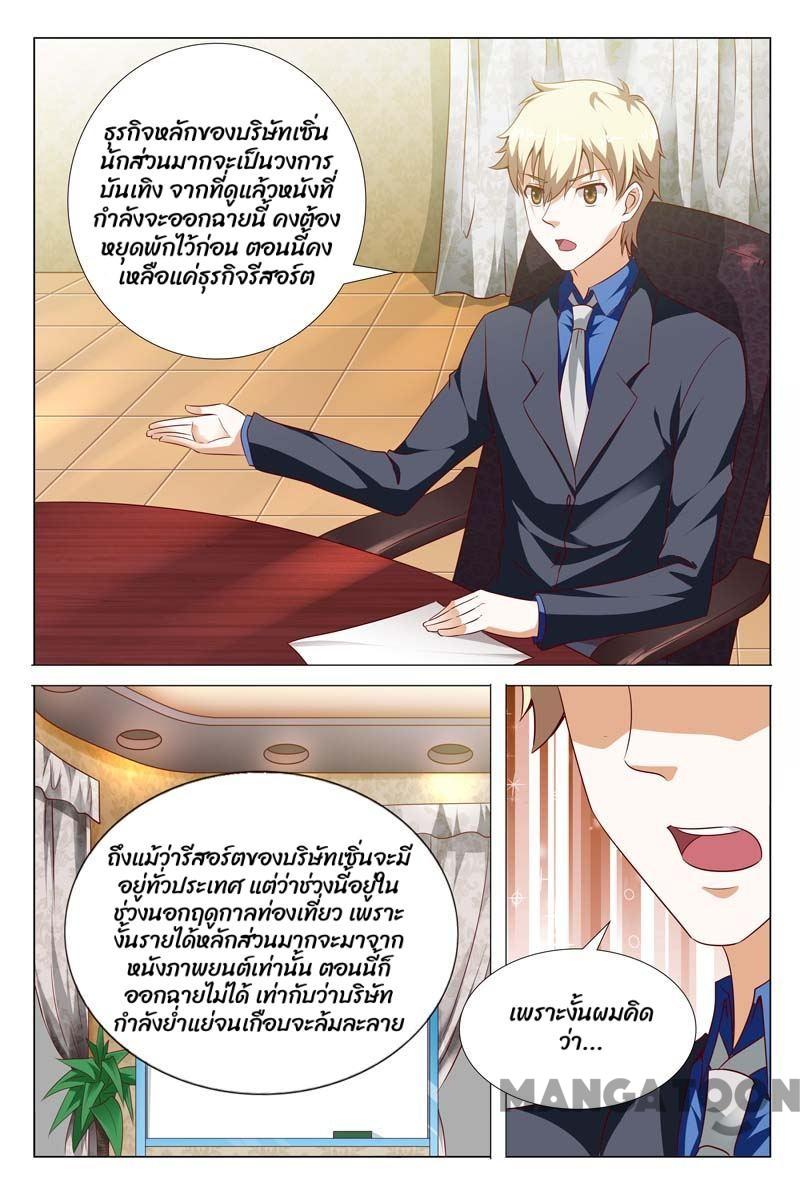 ธุรกิจหลักของบริษัทเซิ่น
นักส่วนมากจะเป็นวงการ
บันเทิง จากที่ดูแล้วหนังที่
กำลังจะออกฉายนี้ คงต้อง
หยุดพักไว้ก่อน ตอนนี้คง
เหลือแค่ธุรกิจรีสอร์ต
ถึงแม้ว่ารีสอร์ตของบริษัทเซิ่นจะมี
อยู่ทั่วประเทศ แต่ว่าช่วงนี้อยู่ใน
ช่วงนอกฤดูกาลท่องเที่ยว เพราะ
งั้นรายได้หลักส่วนมากจะมาจาก
หนังภาพยนต์เท่านั้น ตอนนี้ก็
ออกฉายไม่ได้ เท่ากับว่าบริษัท
กำลังย่ำแย่จนเกือบจะล้มละลาย
เพราะงั้นผมคิด
ว่า...
MANGATOON